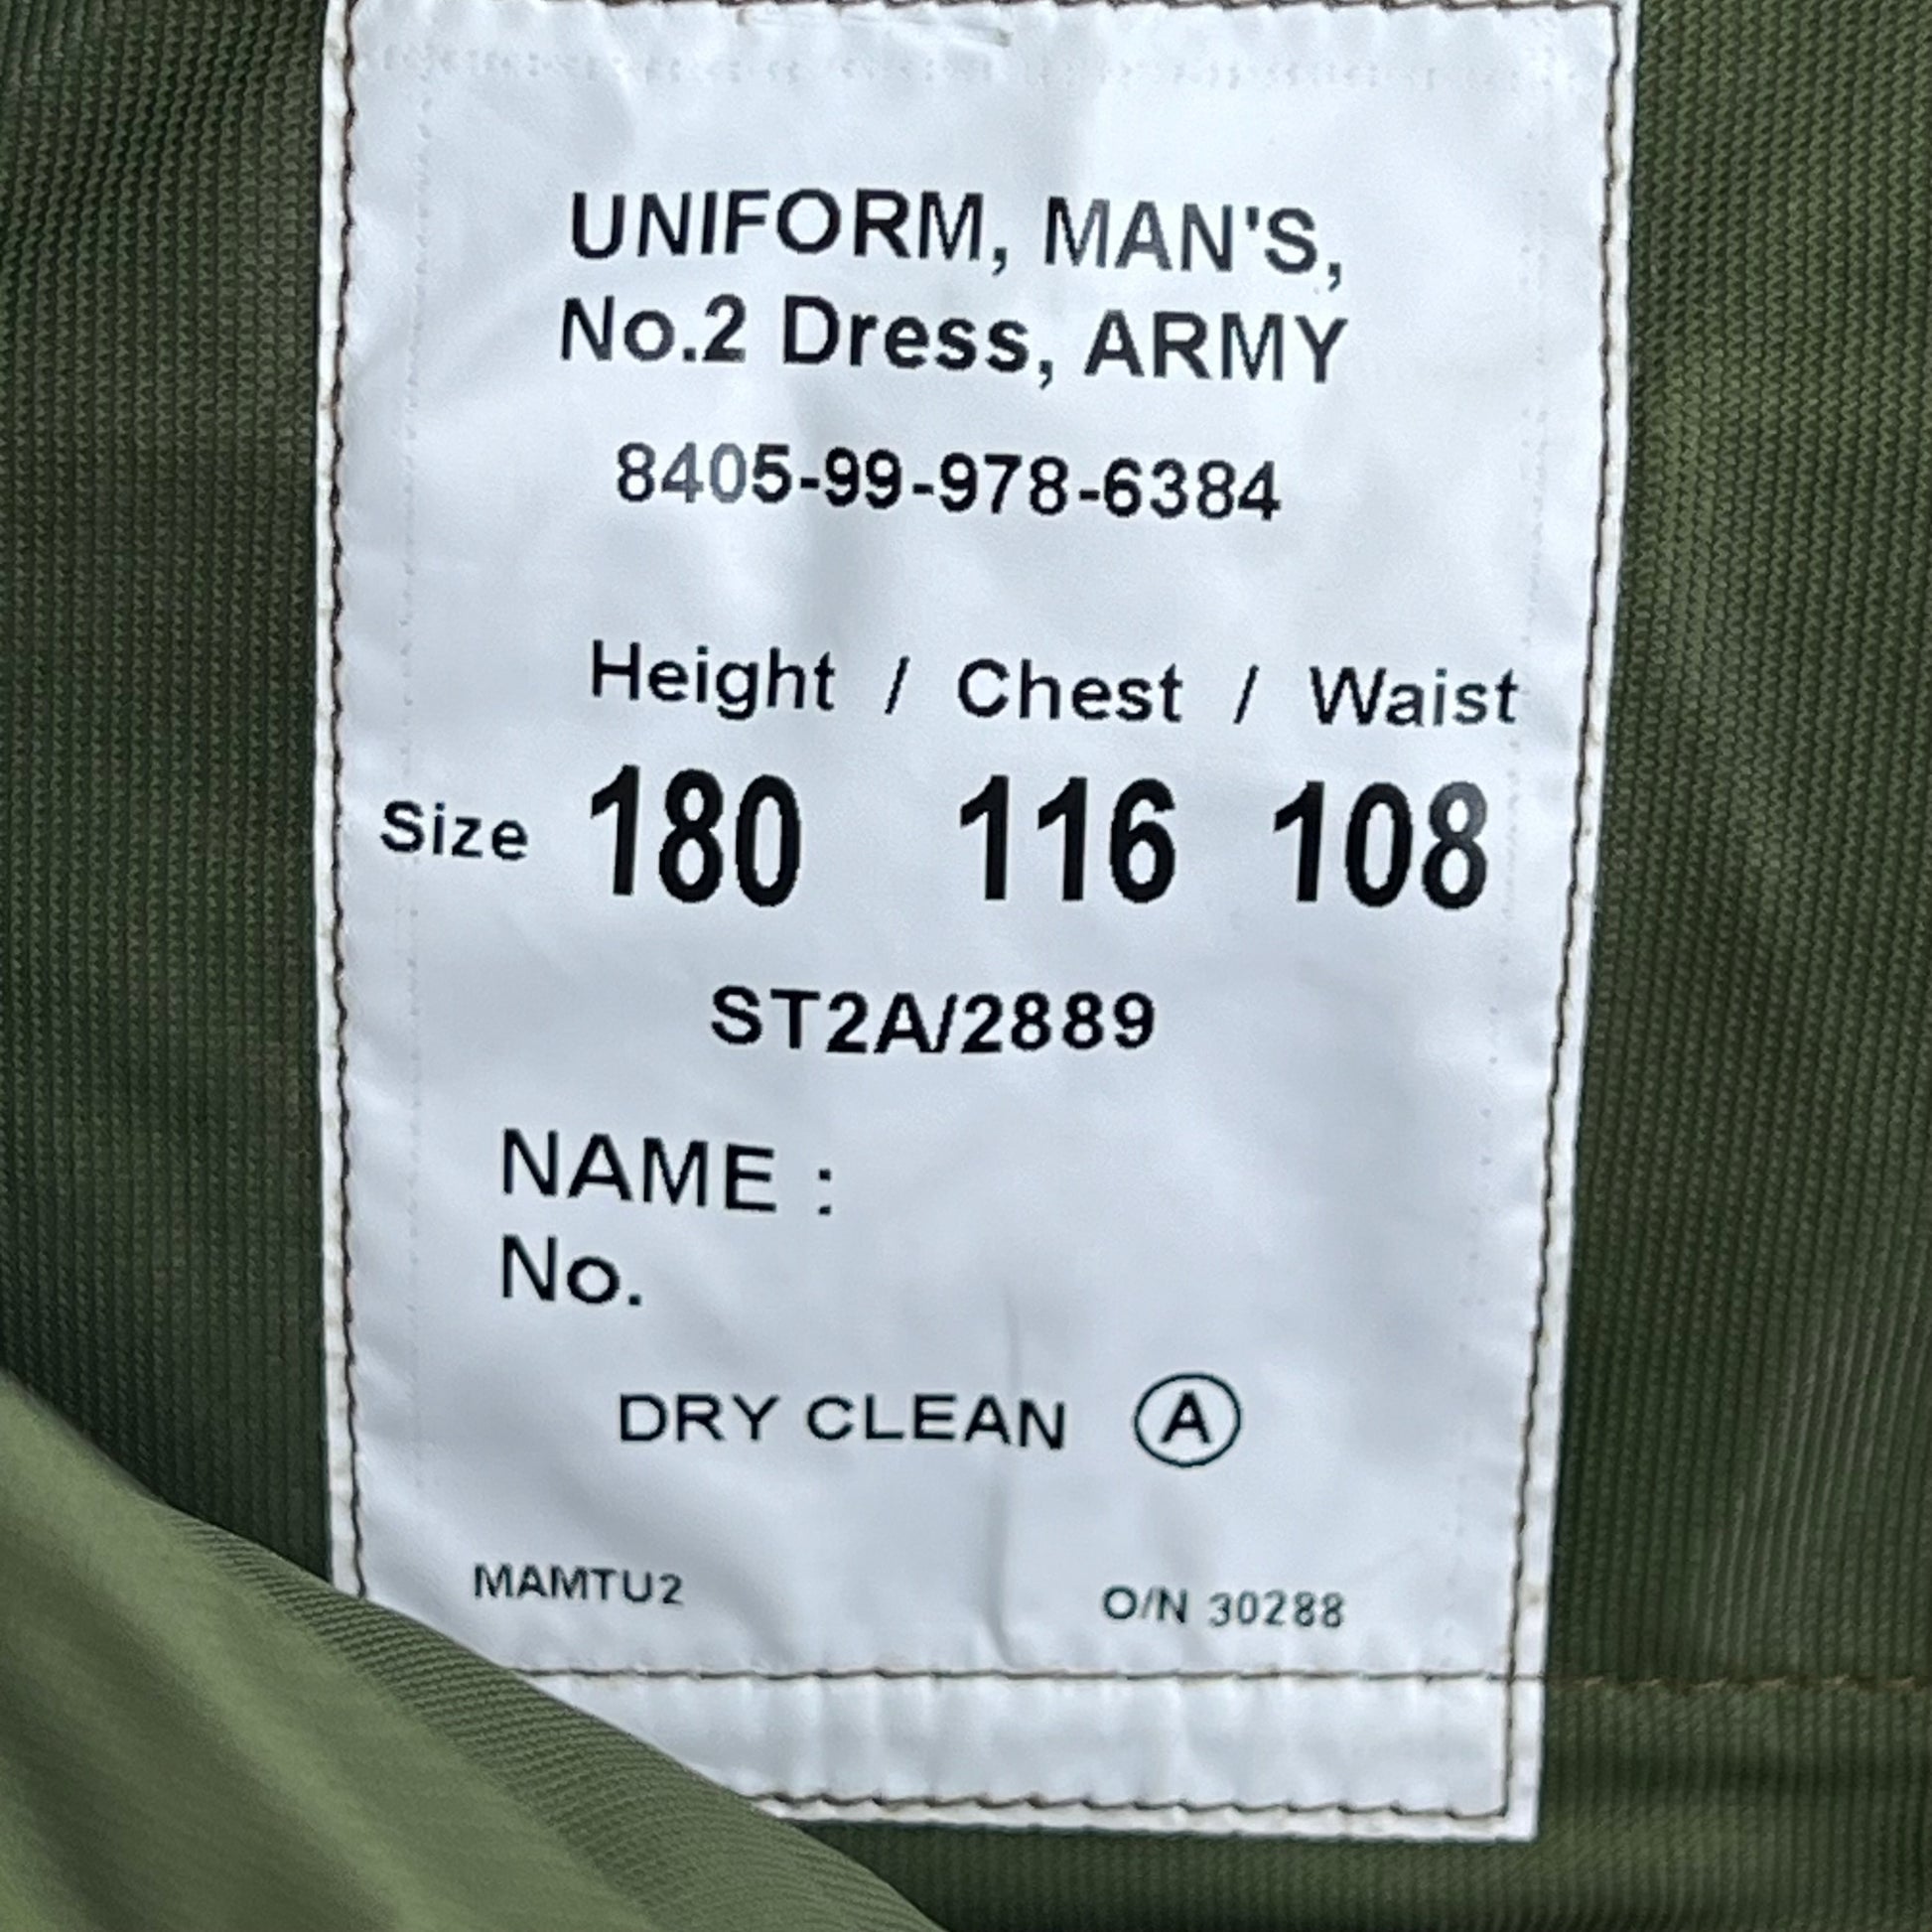 UNIFORM, MAN'S,
No.2 Dress, ARMY
8405-99-978-6384
Height / Chest / Waist
Size 180 116 108
ST2A/2889
NAME :
No.
DRY CLEAN Ⓐ
MAMTU2 O/N 30288